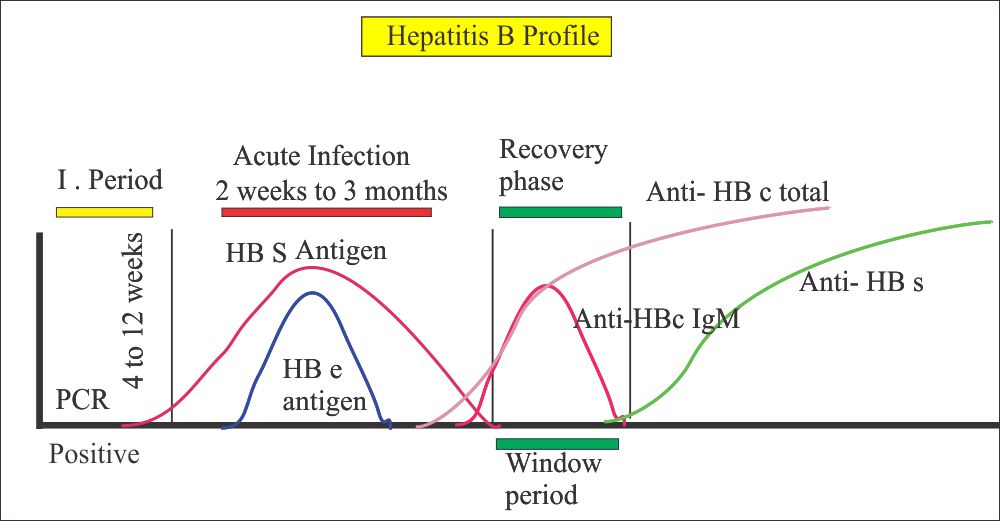 Hepatitis B Profile
I . Period
Acute Infection
2 weeks to 3 months
Recovery
phase
Anti- HB c total
4 to 12 weeks
HB S Antigen
Anti- HB s
Anti-HBc IgM
HB e
antigen
PCR
Positive
Window
period